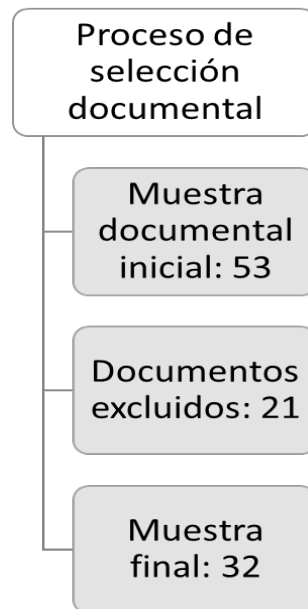 Proceso de
selección
documental
Muestra
documental
inicial: 53
Documentos
excluidos: 21
Muestra
final: 32